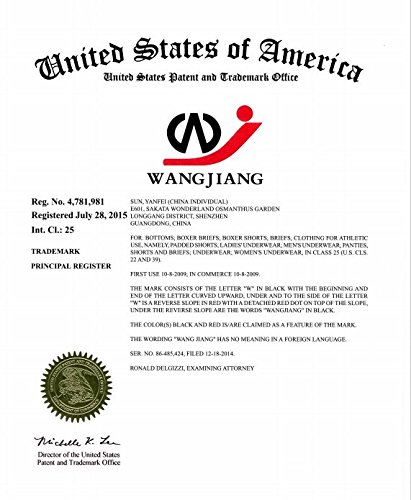 United States of America
United States Patent and Trademark Office
WANGJIANG
Reg. No. 4,781,981
Registered July 28, 2015
Int. Cl.: 25
TRADEMARK
PRINCIPAL REGISTER
SUN, YANFEI (CHINA INDIVIDUAL)
E601, SAKATA WONDERLAND OSMANTHUS GARDEN
LONGGANG DISTRICT, SHENZHEN
GUANGDONG, CHINA
FOR: BOTTOMS; BOXER BRIEFS; BOXER SHORTS; BRIEFS; CLOTHING FOR ATHLETIC
USE, NAMELY, PADDED SHORTS; LADIES' UNDERWEAR; MEN'S UNDERWEAR; PANTIES,
SHORTS AND BRIEFS; UNDERWEAR; WOMEN'S UNDERWEAR, IN CLASS 25 (U.S. CLS.
22 AND 39).
FIRST USE 10-8-2009; IN COMMERCE 10-8-2009.
THE MARK CONSISTS OF THE LETTER "W" IN BLACK WITH THE BEGINNING AND
END OF THE LETTER CURVED UPWARD, UNDER AND TO THE SIDE OF THE LETTER
"W" IS A REVERSE SLOPE IN RED WITH A DETACHED RED DOT ON TOP OF THE SLOPE,
UNDER THE REVERSE SLOPE ARE THE WORDS "WANGJIANG" IN BLACK.
THE COLOR(S) BLACK AND RED IS/ARE CLAIMED AS A FEATURE OF THE MARK.
THE WORDING "WANG JIANG" HAS NO MEANING IN A FOREIGN LANGUAGE.
SER. NO. 86-485,424, FILED 12-18-2014.
RONALD DELGIZZI, EXAMINING ATTORNEY
Michelle K. Lee
Director of the United States
Patent and Trademark Office